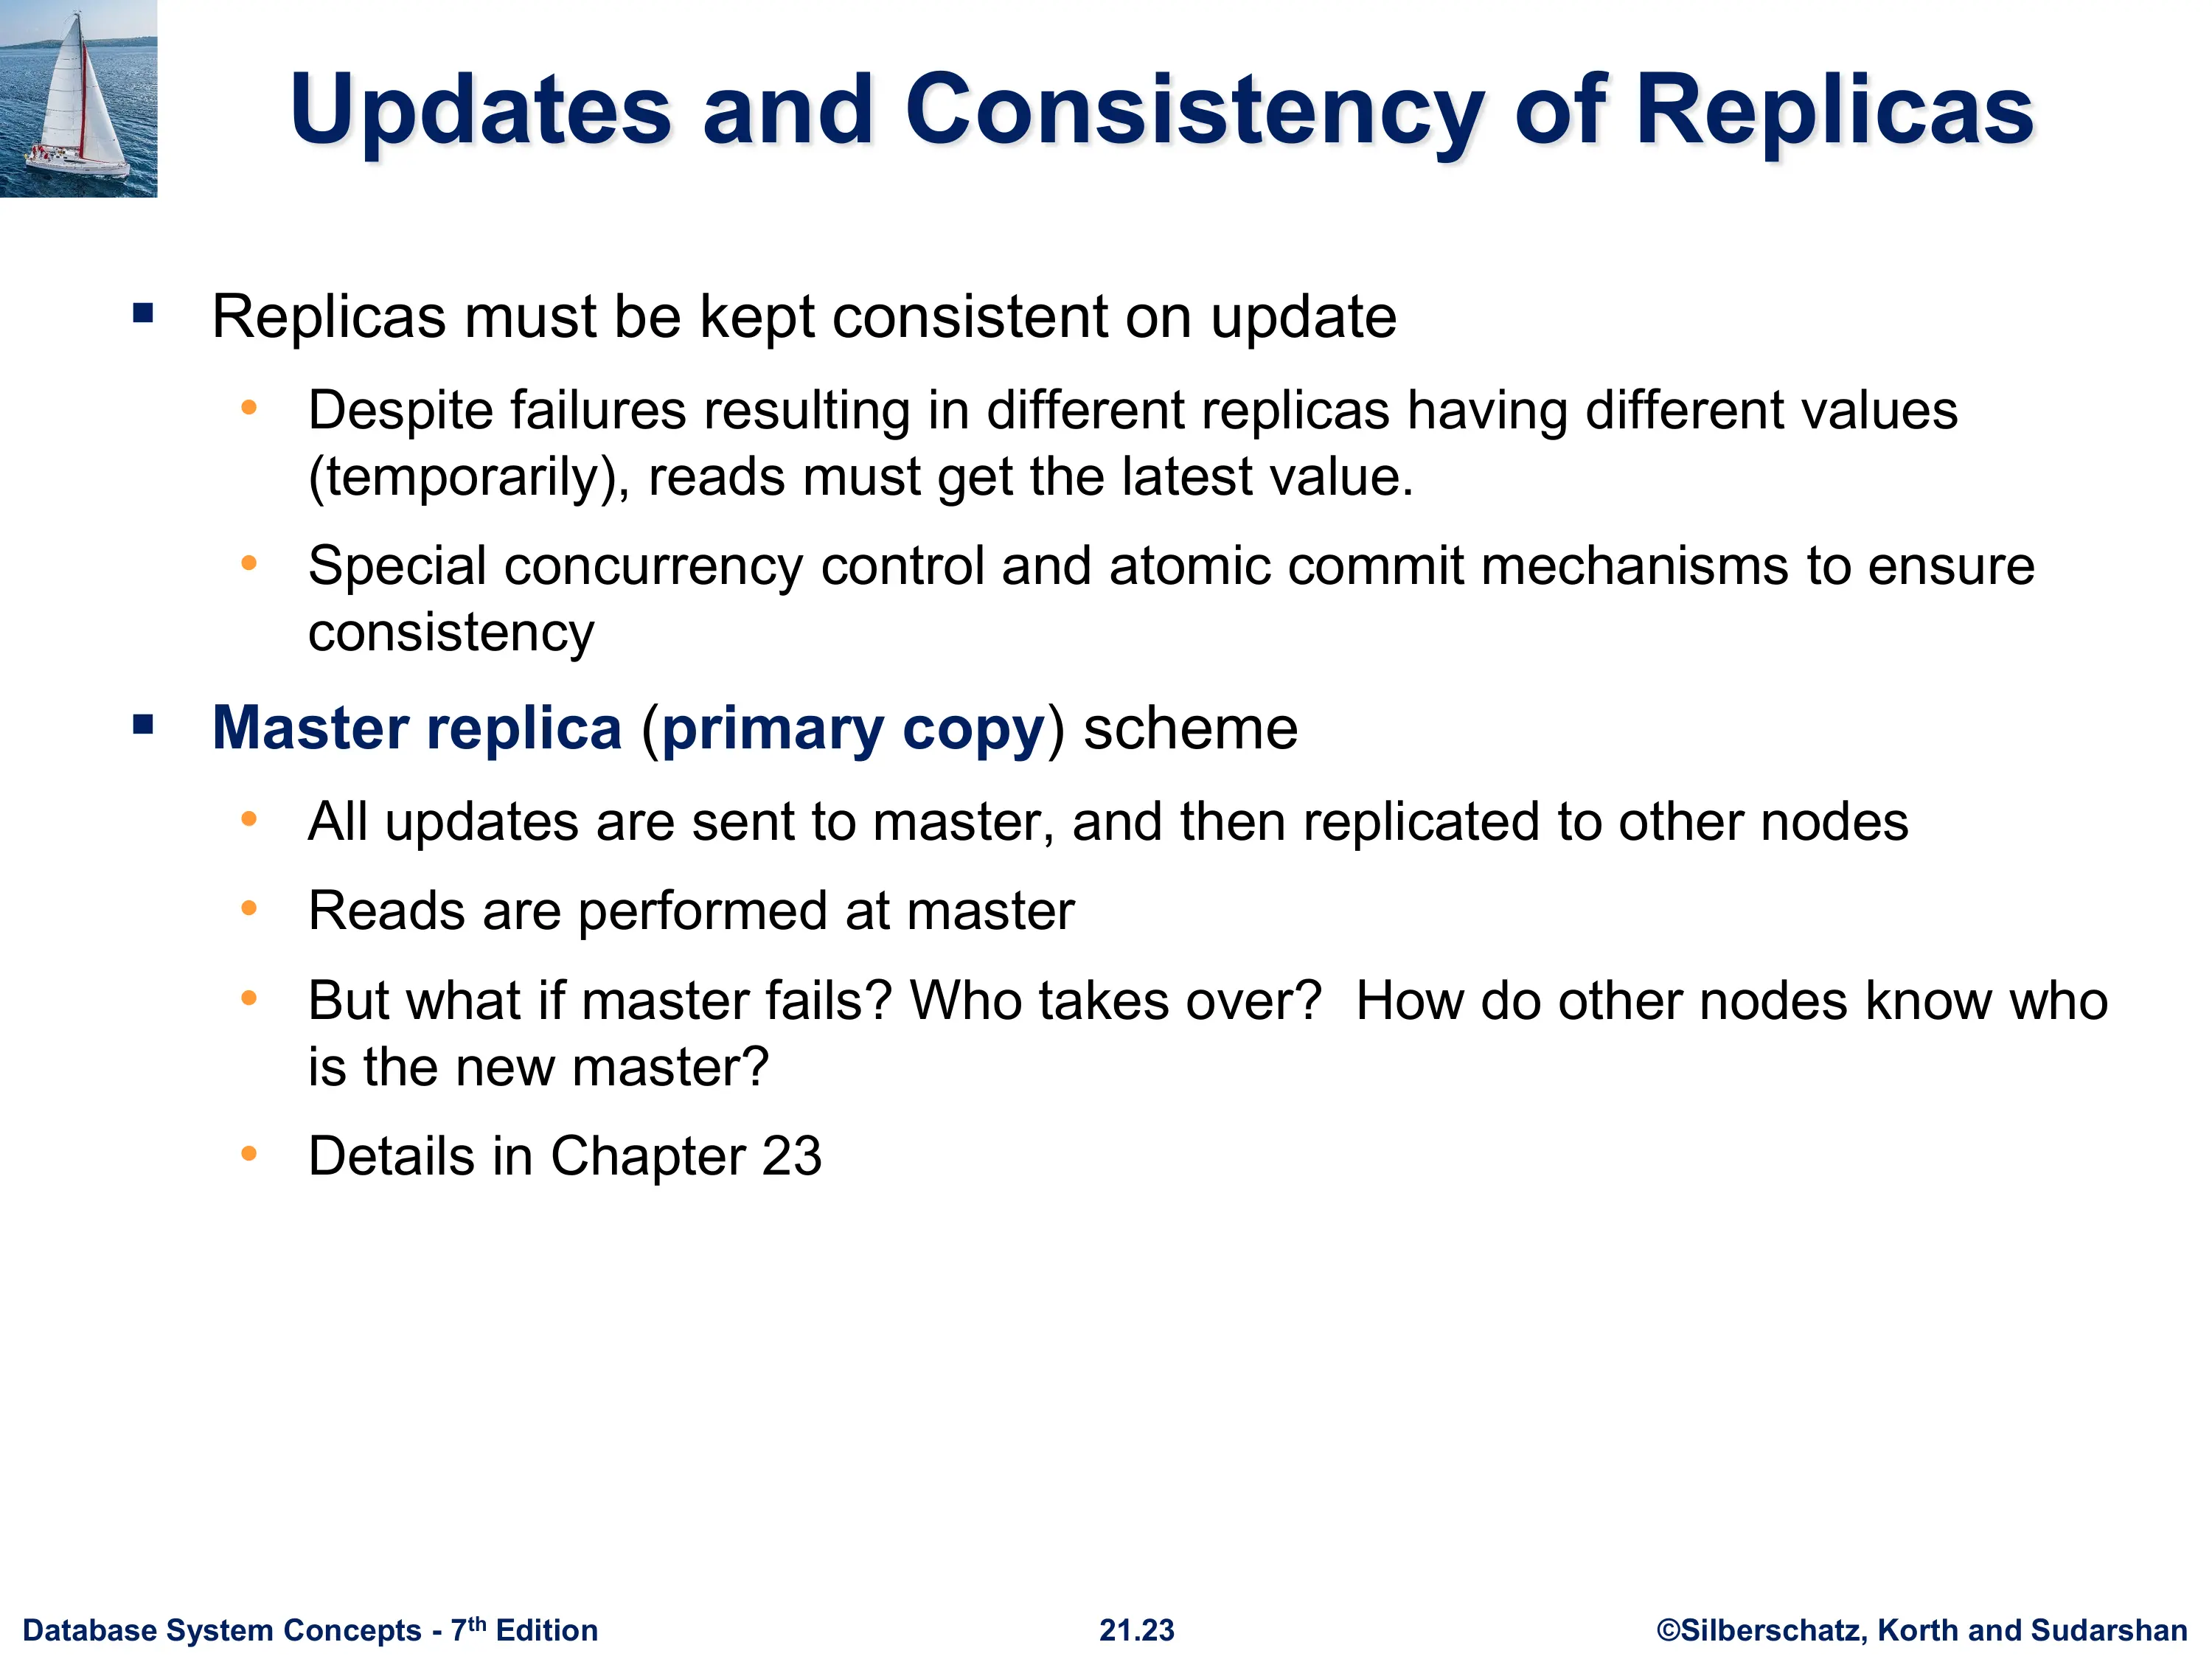 Updates and Consistency of Replicas
▪ Replicas must be kept consistent on update
• Despite failures resulting in different replicas having different values
(temporarily), reads must get the latest value.
• Special concurrency control and atomic commit mechanisms to ensure
consistency
▪ Master replica (primary copy) scheme
• All updates are sent to master, and then replicated to other nodes
• Reads are performed at master
• But what if master fails? Who takes over?  How do other nodes know who
is the new master?
• Details in Chapter 23
Database System Concepts - 7th Edition
21.23
©Silberschatz, Korth and Sudarshan